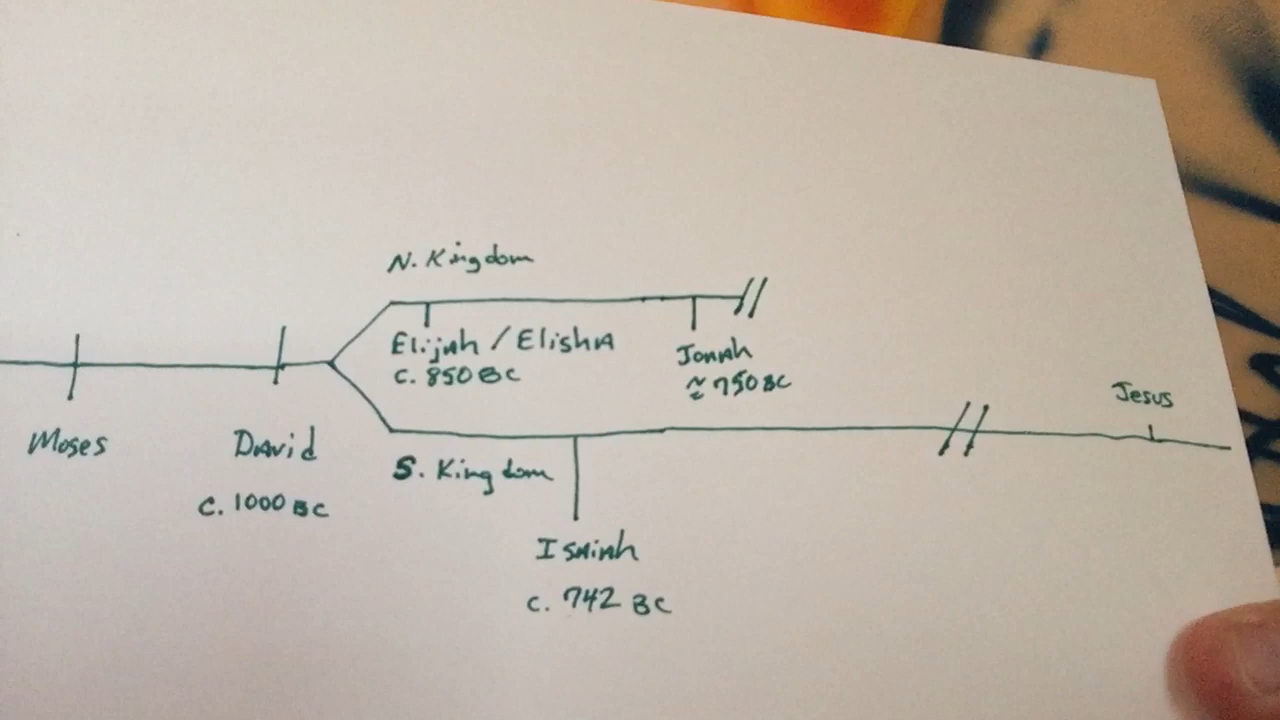 N. Kingdom
Elijah / Elisha
c. 850 BC
Jonah
≈ 750 BC
Jesus
Moses
David
c. 1000 BC
S. Kingdom
Isaiah
c. 742 BC